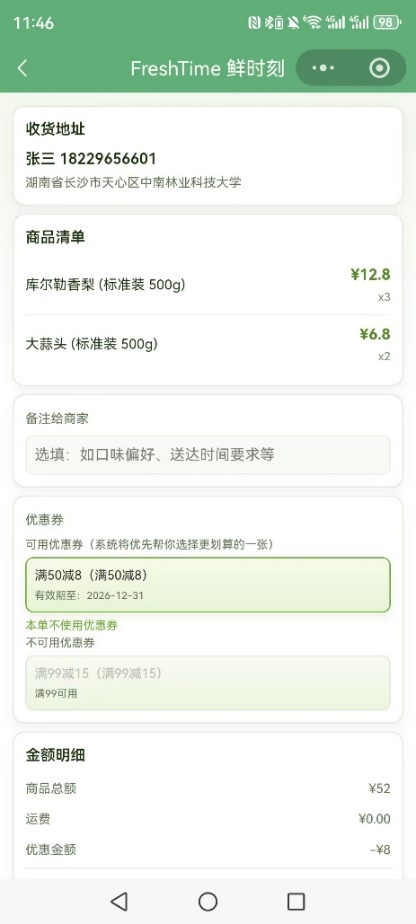 11:46
4G 4G 98
FreshTime 鲜时刻
收货地址
张三 18229656601
湖南省长沙市天心区中南林业科技大学
商品清单
库尔勒香梨 (标准装 500g)
¥12.8
x3
大蒜头 (标准装 500g)
¥6.8
x2
备注给商家
选填：如口味偏好、送达时间要求等
优惠券
可用优惠券（系统将优先帮你选择更划算的一张）
满50减8（满50减8）
有效期至：2026-12-31
本单不使用优惠券
不可用优惠券
满99减15（满99减15）
满99可用
金额明细
商品总额 ¥52
运费 ¥0.00
优惠金额 -¥8